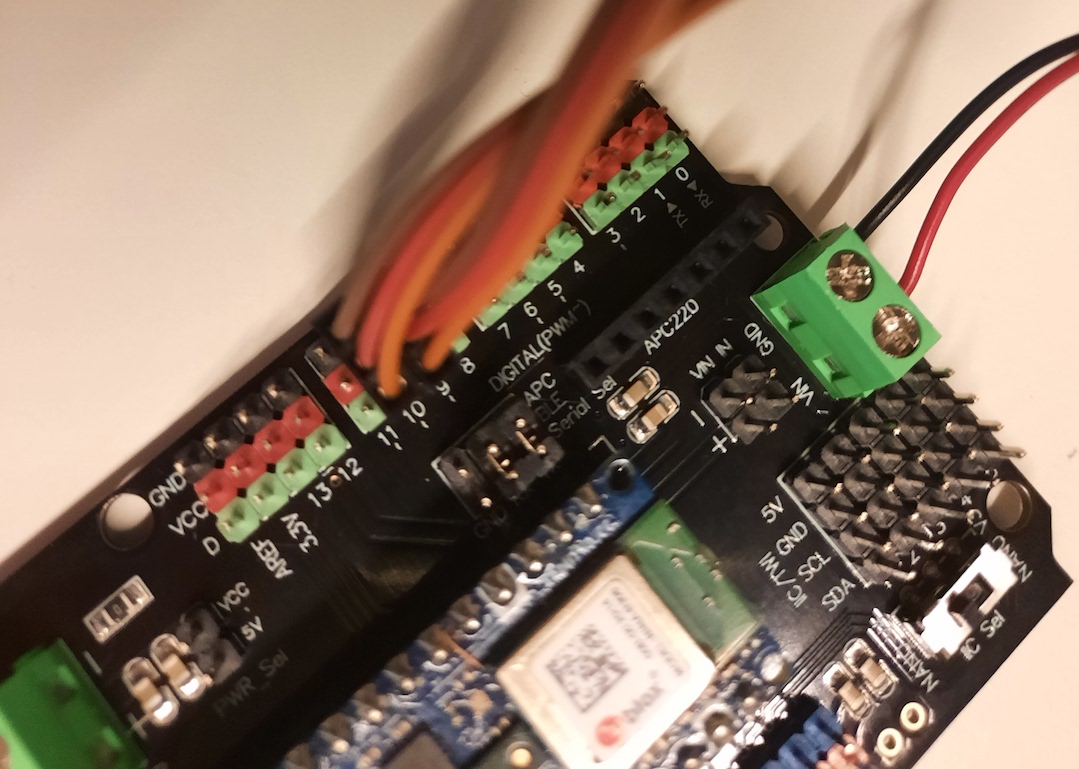 0
1
2
3
RX
TX
4
5
6
7
8
9
10
11
12
13
DIGITAL(PWM~)
APC220
APC
BLE
Serial Sel
GND
VIN IN
GND
VIN
-
+
GND
VCC
D
3.3V
AREF
VCC
5V
PWR_Sel
5V
GND
SCL
SDA
IIC/TWI
NANO
IIC Sel
-
+